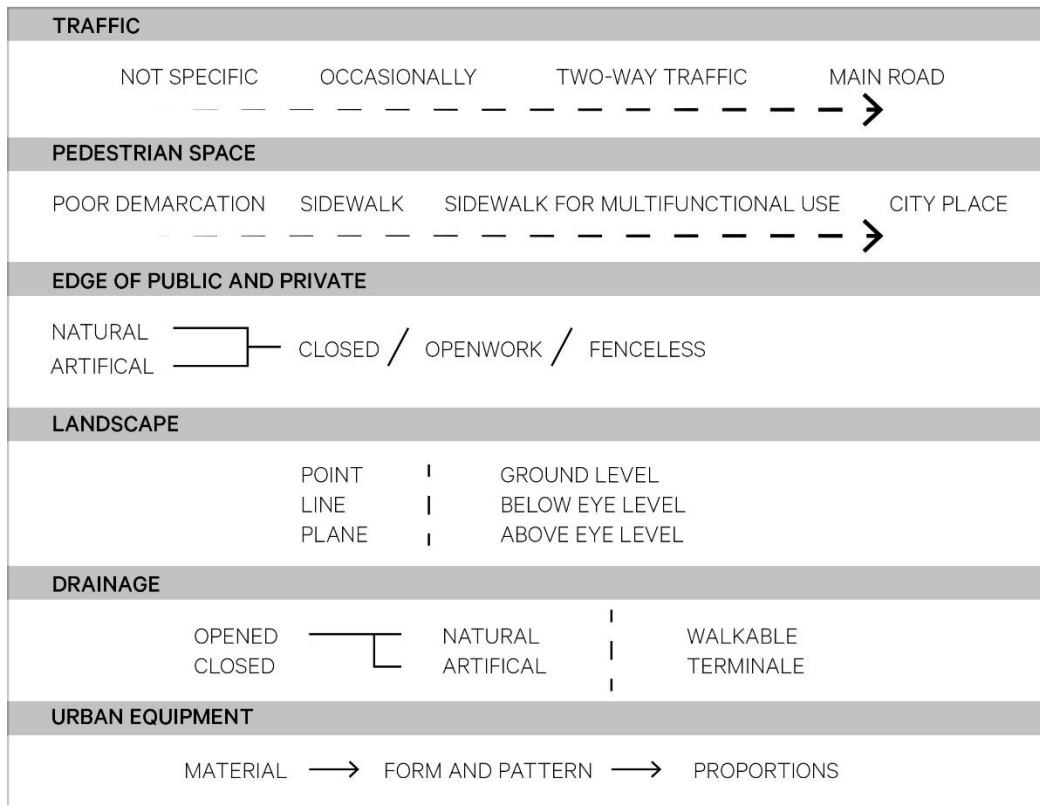 TRAFFIC
NOT SPECIFIC OCCASIONALLY TWO-WAY TRAFFIC MAIN ROAD
PEDESTRIAN SPACE
POOR DEMARCATION SIDEWALK SIDEWALK FOR MULTIFUNCTIONAL USE CITY PLACE
EDGE OF PUBLIC AND PRIVATE
NATURAL
ARTIFICAL
CLOSED / OPENWORK / FENCELESS
LANDSCAPE
POINT GROUND LEVEL
LINE BELOW EYE LEVEL
PLANE ABOVE EYE LEVEL
DRAINAGE
OPENED NATURAL WALKABLE
CLOSED ARTIFICAL TERMINALE
URBAN EQUIPMENT
MATERIAL → FORM AND PATTERN → PROPORTIONS